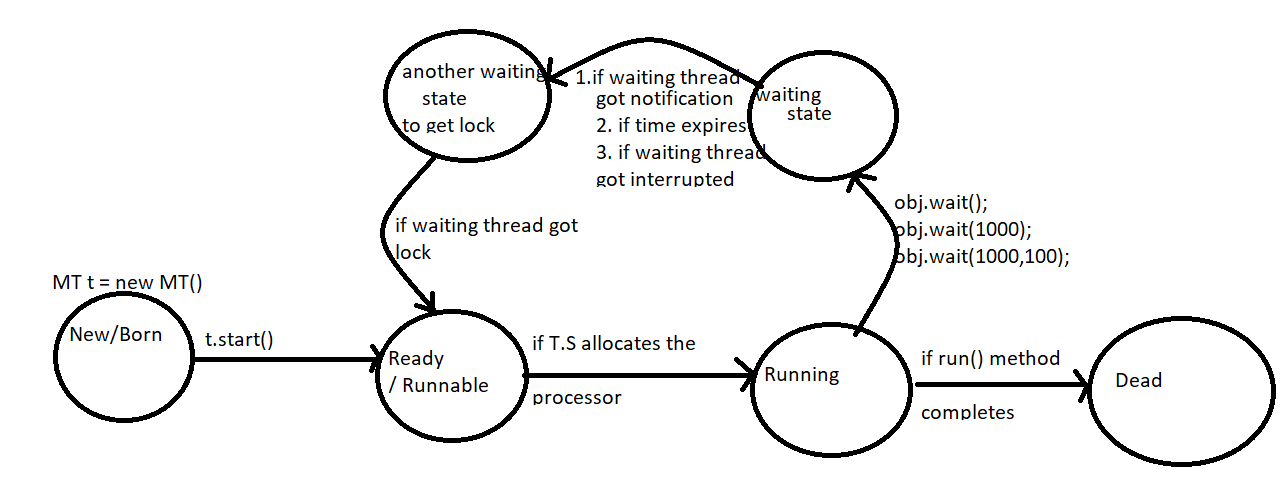 another waiting
state
to get lock
1.if waiting thread
got notification
2. if time expires
3. if waiting thread
got interrupted
waiting
state
obj.wait();
obj.wait(1000);
obj.wait(1000,100);
if waiting thread got
lock
MT t = new MT()
New/Born
t.start()
Ready
/ Runnable
if T.S allocates the
processor
Running
if run() method
completes
Dead